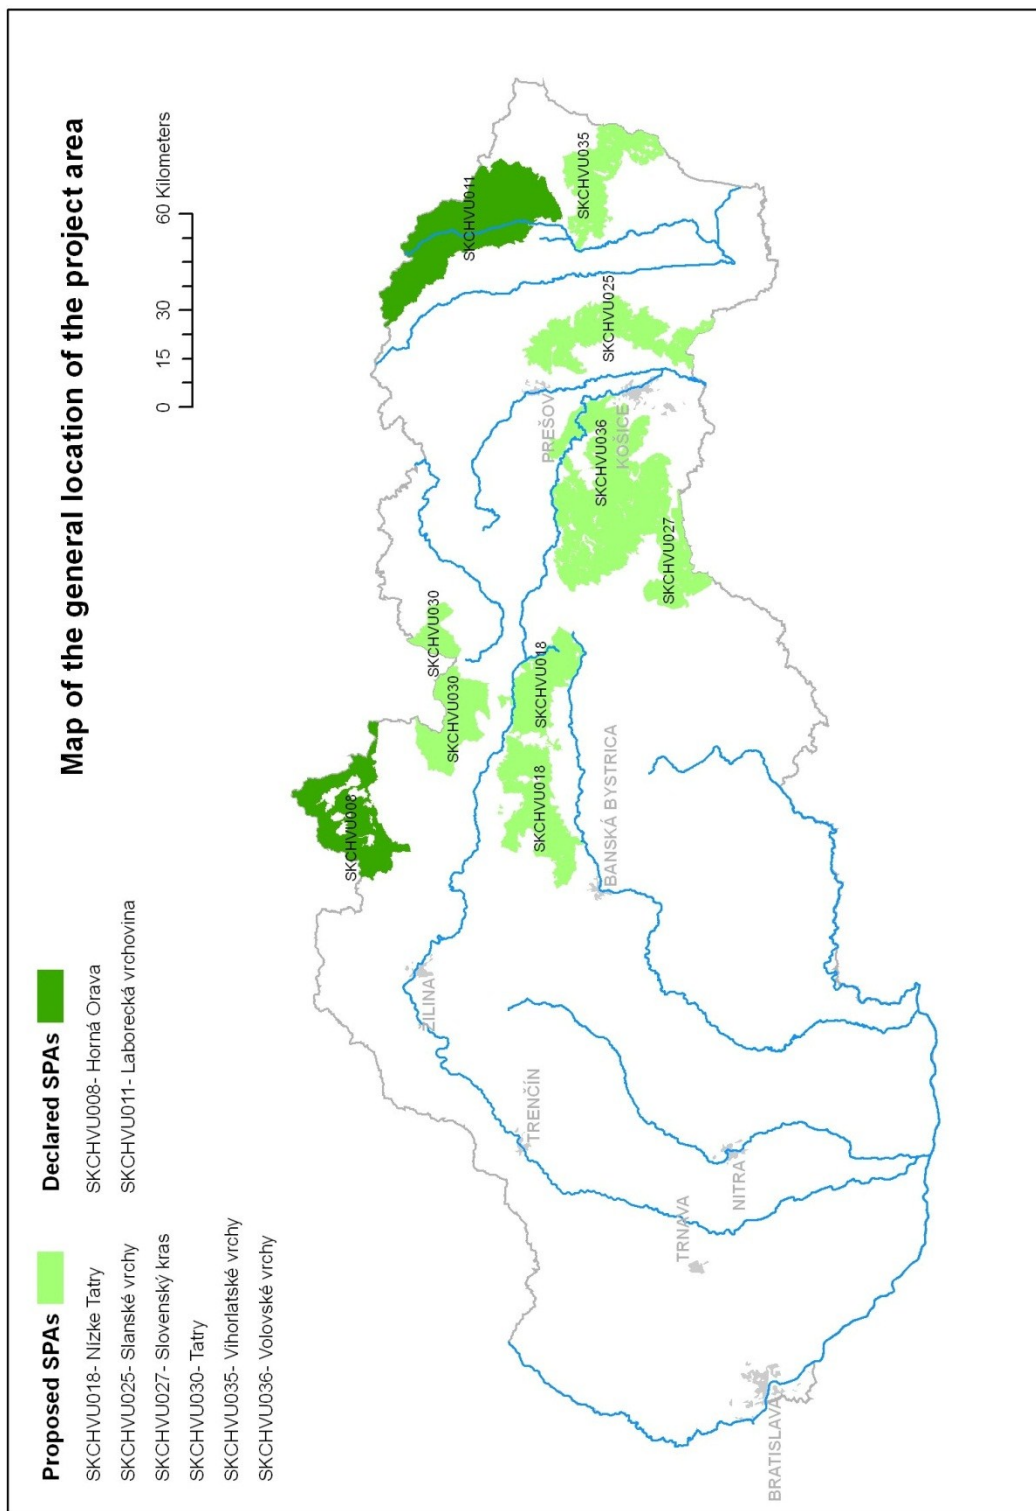 Map of the general location of the project area
0 15 30 60 Kilometers
Proposed SPAs
SKCHVU018- Nízke Tatry
SKCHVU025- Slanské vrchy
SKCHVU027- Slovenský kras
SKCHVU030- Tatry
SKCHVU035- Vihorlatské vrchy
SKCHVU036- Volovské vrchy
Declared SPAs
SKCHVU008- Horná Orava
SKCHVU011- Laborecká vrchovina
SKCHVU008
SKCHVU030
SKCHVU030
SKCHVU011
SKCHVU035
SKCHVU025
SKCHVU036
SKCHVU027
SKCHVU018
SKCHVU018
ŽILINA
TRENČÍN
BANSKÁ BYSTRICA
PREŠOV
KOŠICE
TRNAVA
NITRA
BRATISLAVA